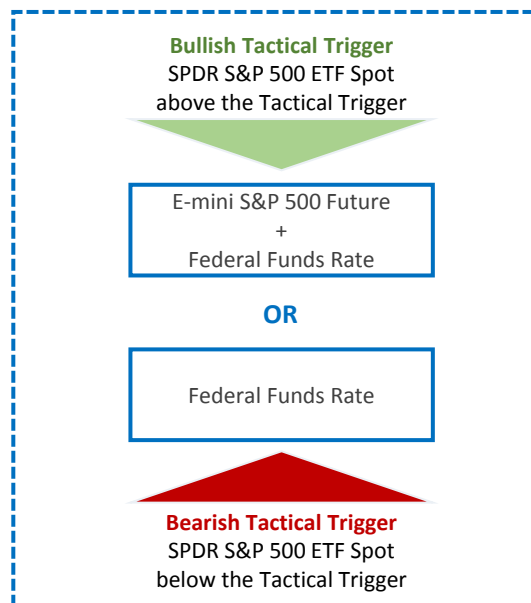 Bullish Tactical Trigger
SPDR S&P 500 ETF Spot
above the Tactical Trigger
E-mini S&P 500 Future
+
Federal Funds Rate
OR
Federal Funds Rate
Bearish Tactical Trigger
SPDR S&P 500 ETF Spot
below the Tactical Trigger